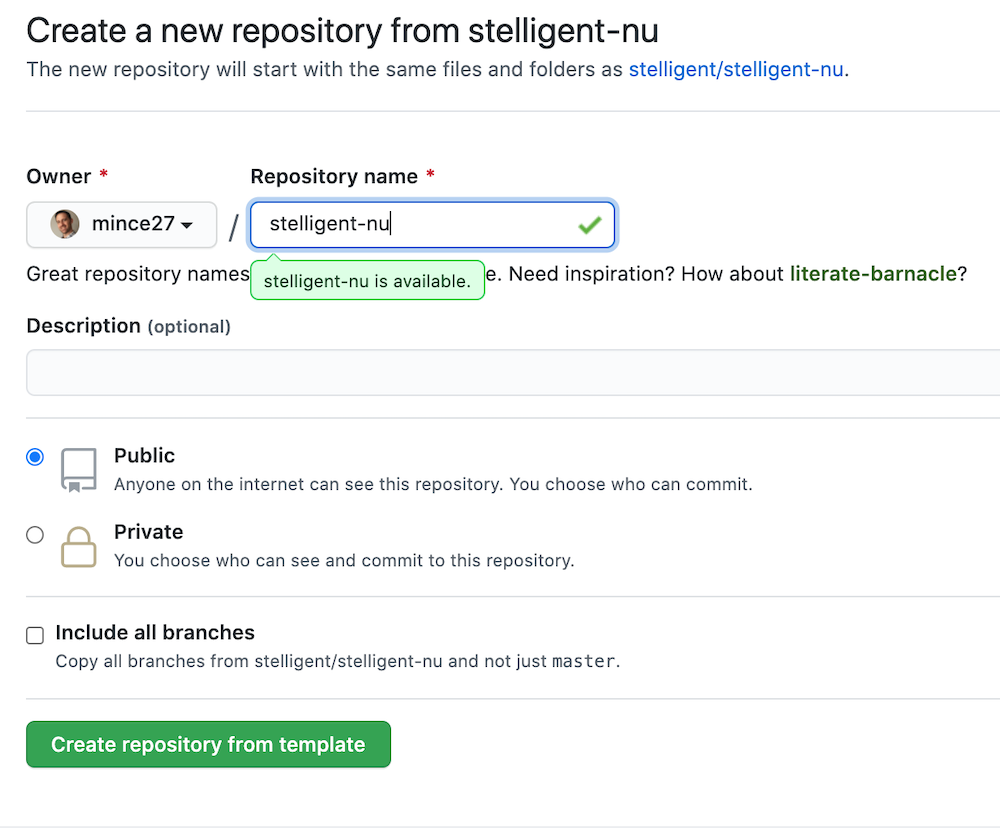 Create a new repository from stelligent-nu
The new repository will start with the same files and folders as stelligent/stelligent-nu.
Owner * Repository name *
mince27 / stelligent-nu
Great repository names e. Need inspiration? How about literate-barnacle?
stelligent-nu is available.
Description (optional)
Public
Anyone on the internet can see this repository. You choose who can commit.
Private
You choose who can see and commit to this repository.
Include all branches
Copy all branches from stelligent/stelligent-nu and not just master.
Create repository from template